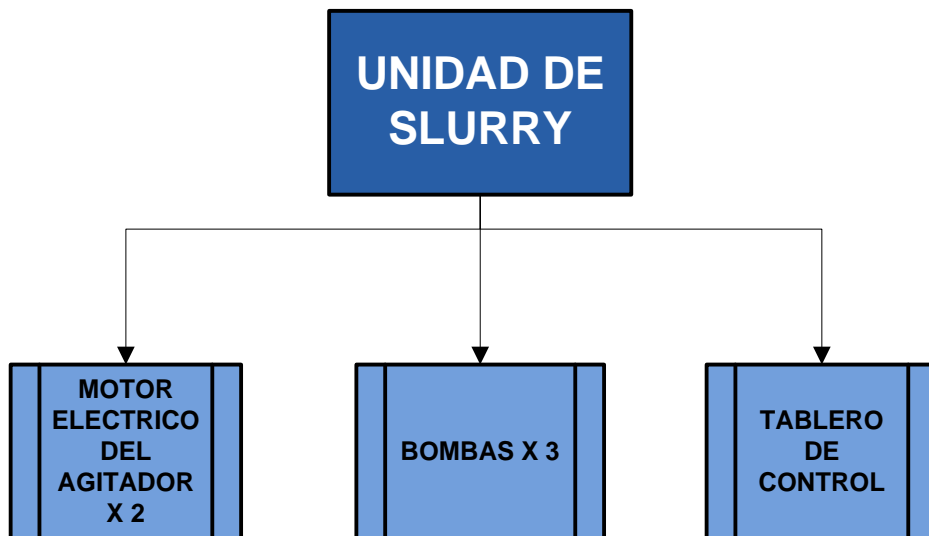 UNIDAD DE
SLURRY
MOTOR
ELECTRICO
DEL
AGITADOR
X 2
BOMBAS X 3
TABLERO
DE
CONTROL